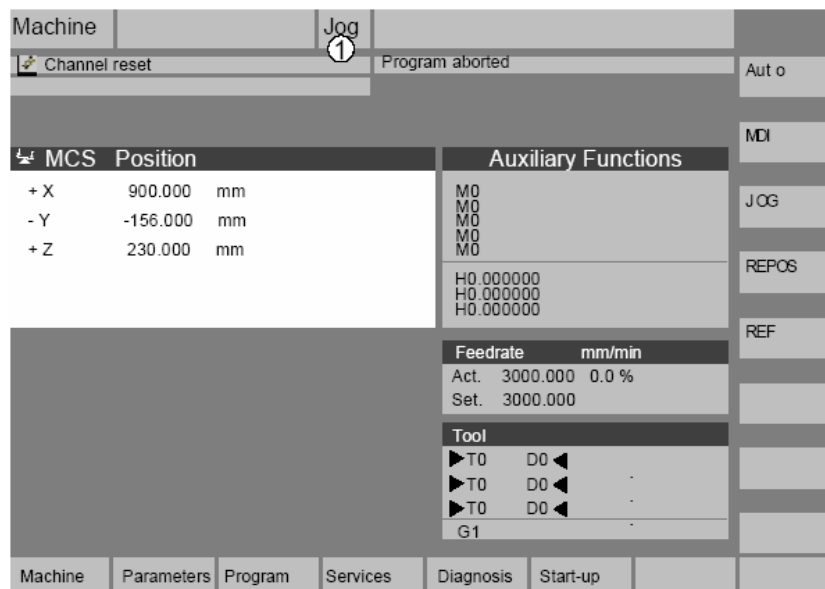 Machine
Jog
①
Channel reset
Program aborted
MCS Position
+ X 900.000 mm
- Y -156.000 mm
+ Z 230.000 mm
Auxiliary Functions
M0
M0
M0
M0
M0
H0.000000
H0.000000
H0.000000
Feedrate mm/min
Act. 3000.000 0.0 %
Set. 3000.000
Tool
▶T0 D0◀
▶T0 D0◀ .
▶T0 D0◀ .
G1 .
Aut o
MDI
JOG
REPOS
REF
Machine
Parameters
Program
Services
Diagnosis
Start-up